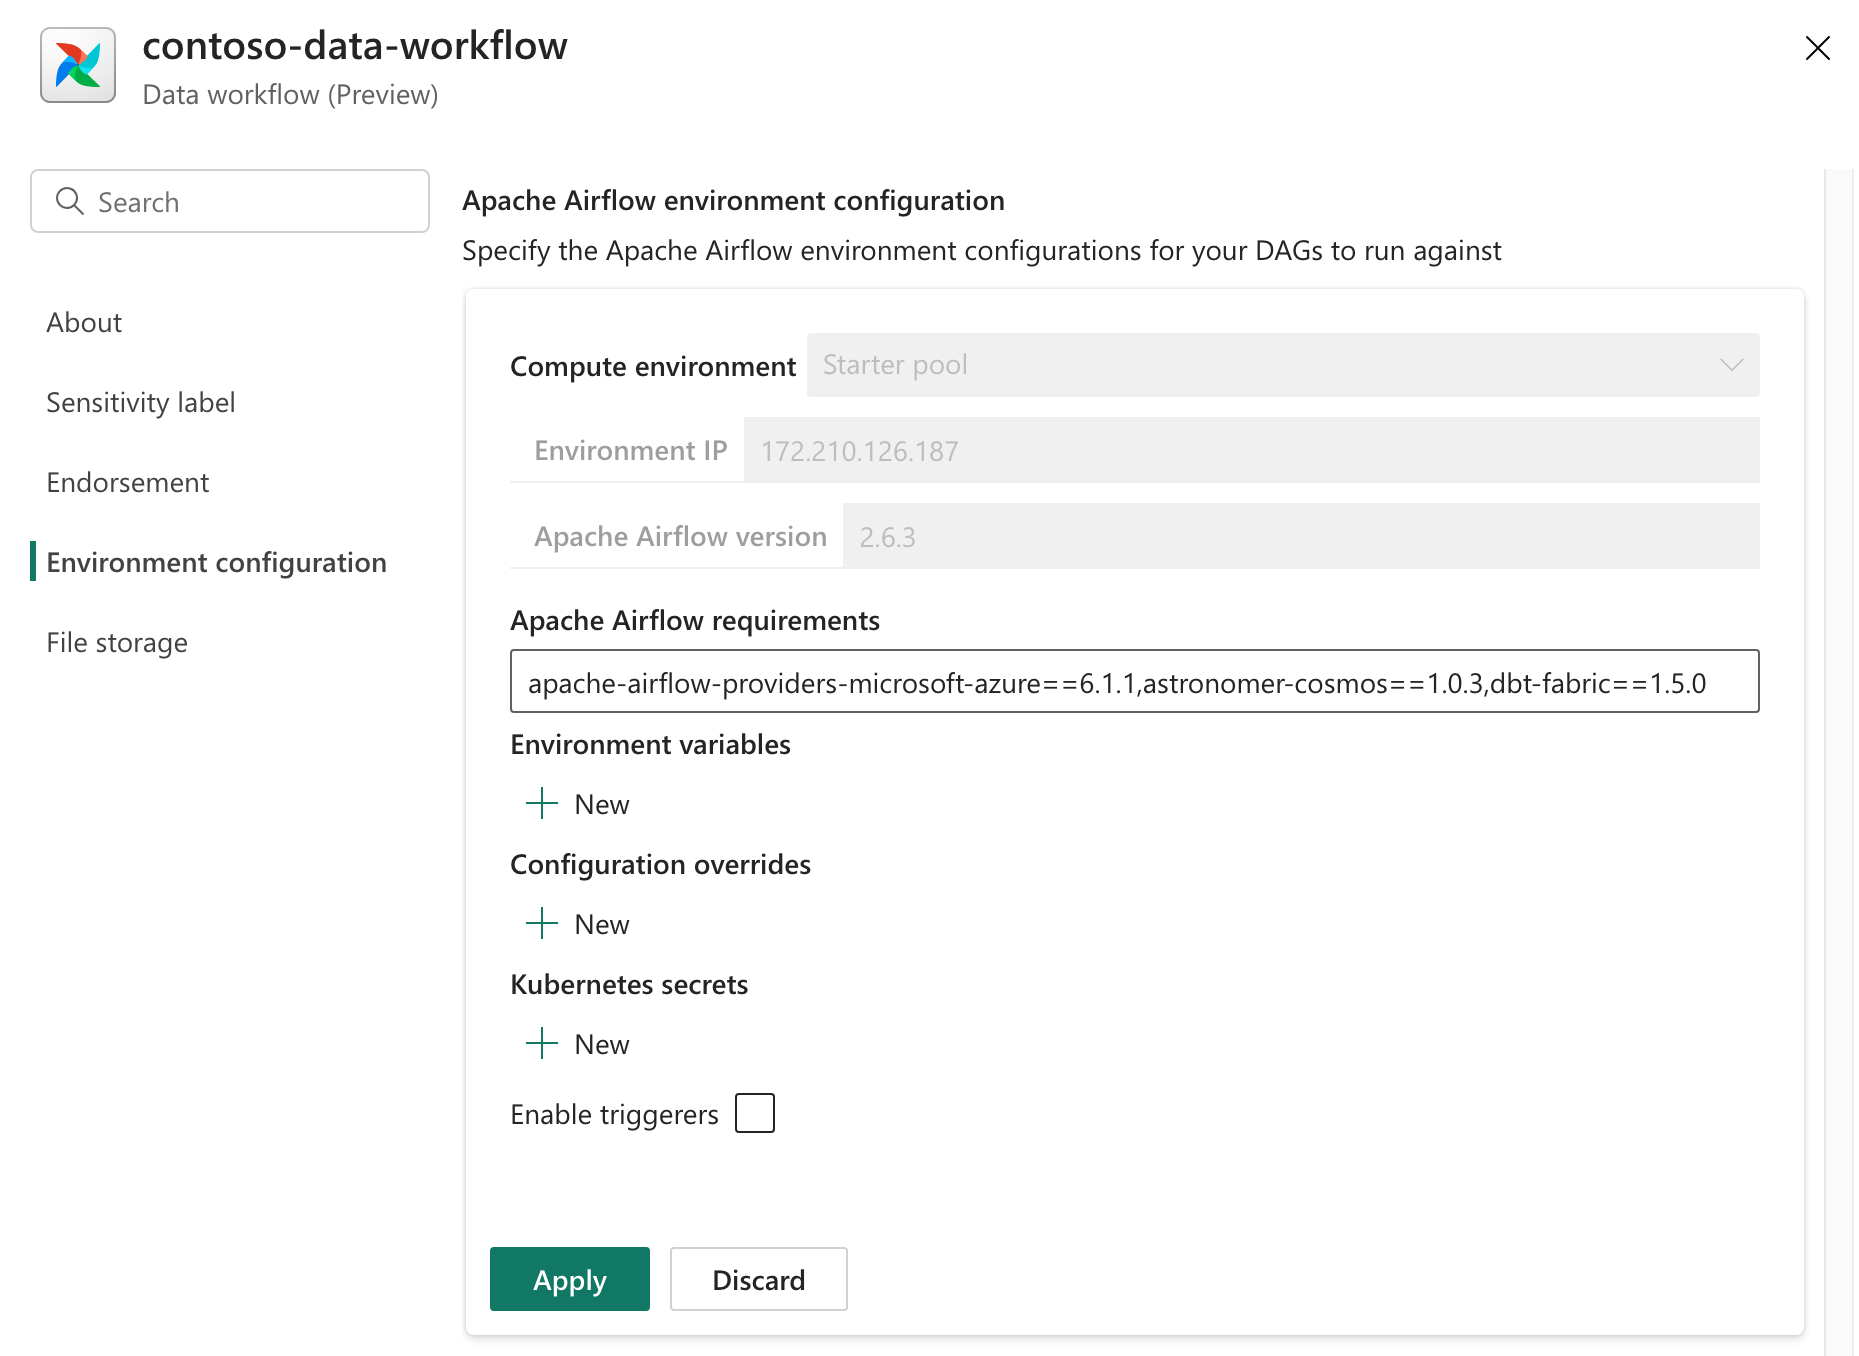 contoso-data-workflow
Data workflow (Preview)
Search
About
Sensitivity label
Endorsement
Environment configuration
File storage
Apache Airflow environment configuration
Specify the Apache Airflow environment configurations for your DAGs to run against
Compute environment Starter pool
Environment IP 172.210.126.187
Apache Airflow version 2.6.3
Apache Airflow requirements
apache-airflow-providers-microsoft-azure==6.1.1,astronomer-cosmos==1.0.3,dbt-fabric==1.5.0
Environment variables
New
Configuration overrides
New
Kubernetes secrets
New
Enable triggerers
Apply Discard